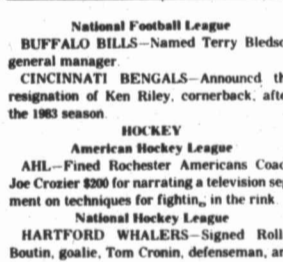 National Football League
BUFFALO BILLS—Named Terry Bledso
general manager.
CINCINNATI BENGALS—Announcd th
resignation of Ken Riley, cornerback, afte
the 1983 season.
HOCKEY
American Hockey League
AHL—Fined Rochester Americans Coac
Joe Crozier $200 for narrating a television seg
ment on techniques for fightin,, in the rink.
National Hockey League
HARTFORD WHALERS—Signed Roll
Boutin, goalie, Tom Cronin, defenseman, an